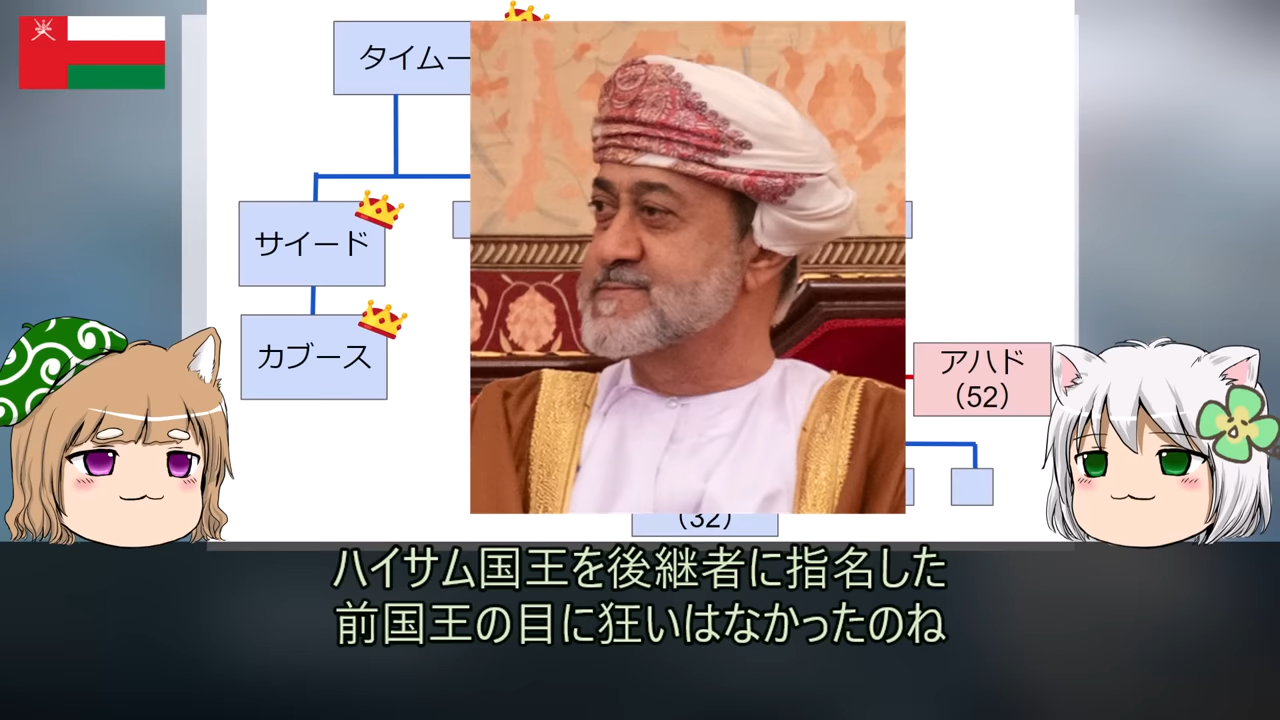 タイムー
サイード
カブース
アハド
（52）
（32）
ハイサム国王を後継者に指名した
前国王の目に狂いはなかったのね